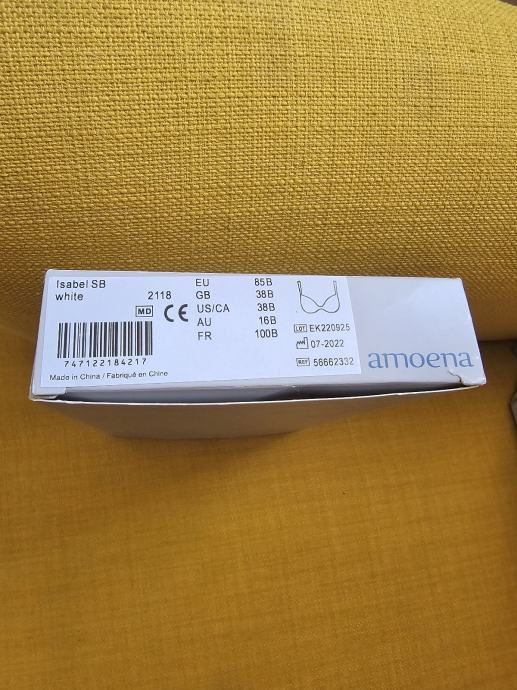 Isabel SB
white 2118
MD CE
747122184217
Made in China / Fabriqué en Chine
EU 85B
GB 38B
US/CA 38B
AU 16B
FR 100B
LOT EK220925
07-2022
REF 56662332
amoena